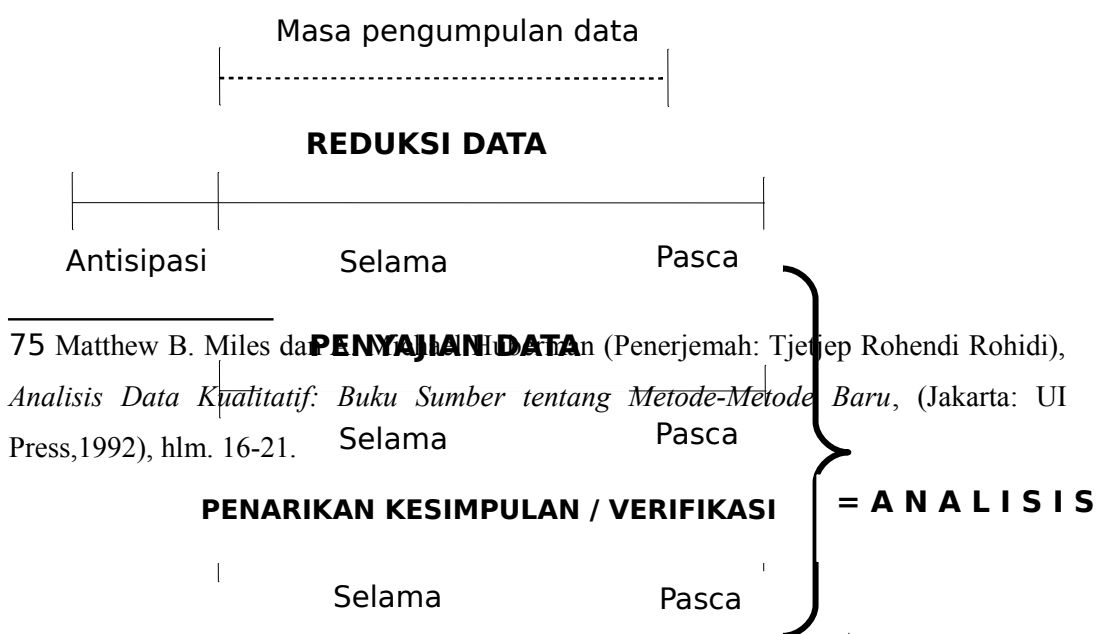 Masa pengumpulan data
REDUKSI DATA
Antisipasi Selama Pasca
PENYAJIAN DATA
75 Matthew B. Miles dan A. Michael Huberman (Penerjemah: Tjetjep Rohendi Rohidi),
Analisis Data Kualitatif: Buku Sumber tentang Metode-Metode Baru, (Jakarta: UI
Press,1992), hlm. 16-21.
Selama Pasca
PENARIKAN KESIMPULAN / VERIFIKASI
= A N A L I S I S
Selama Pasca